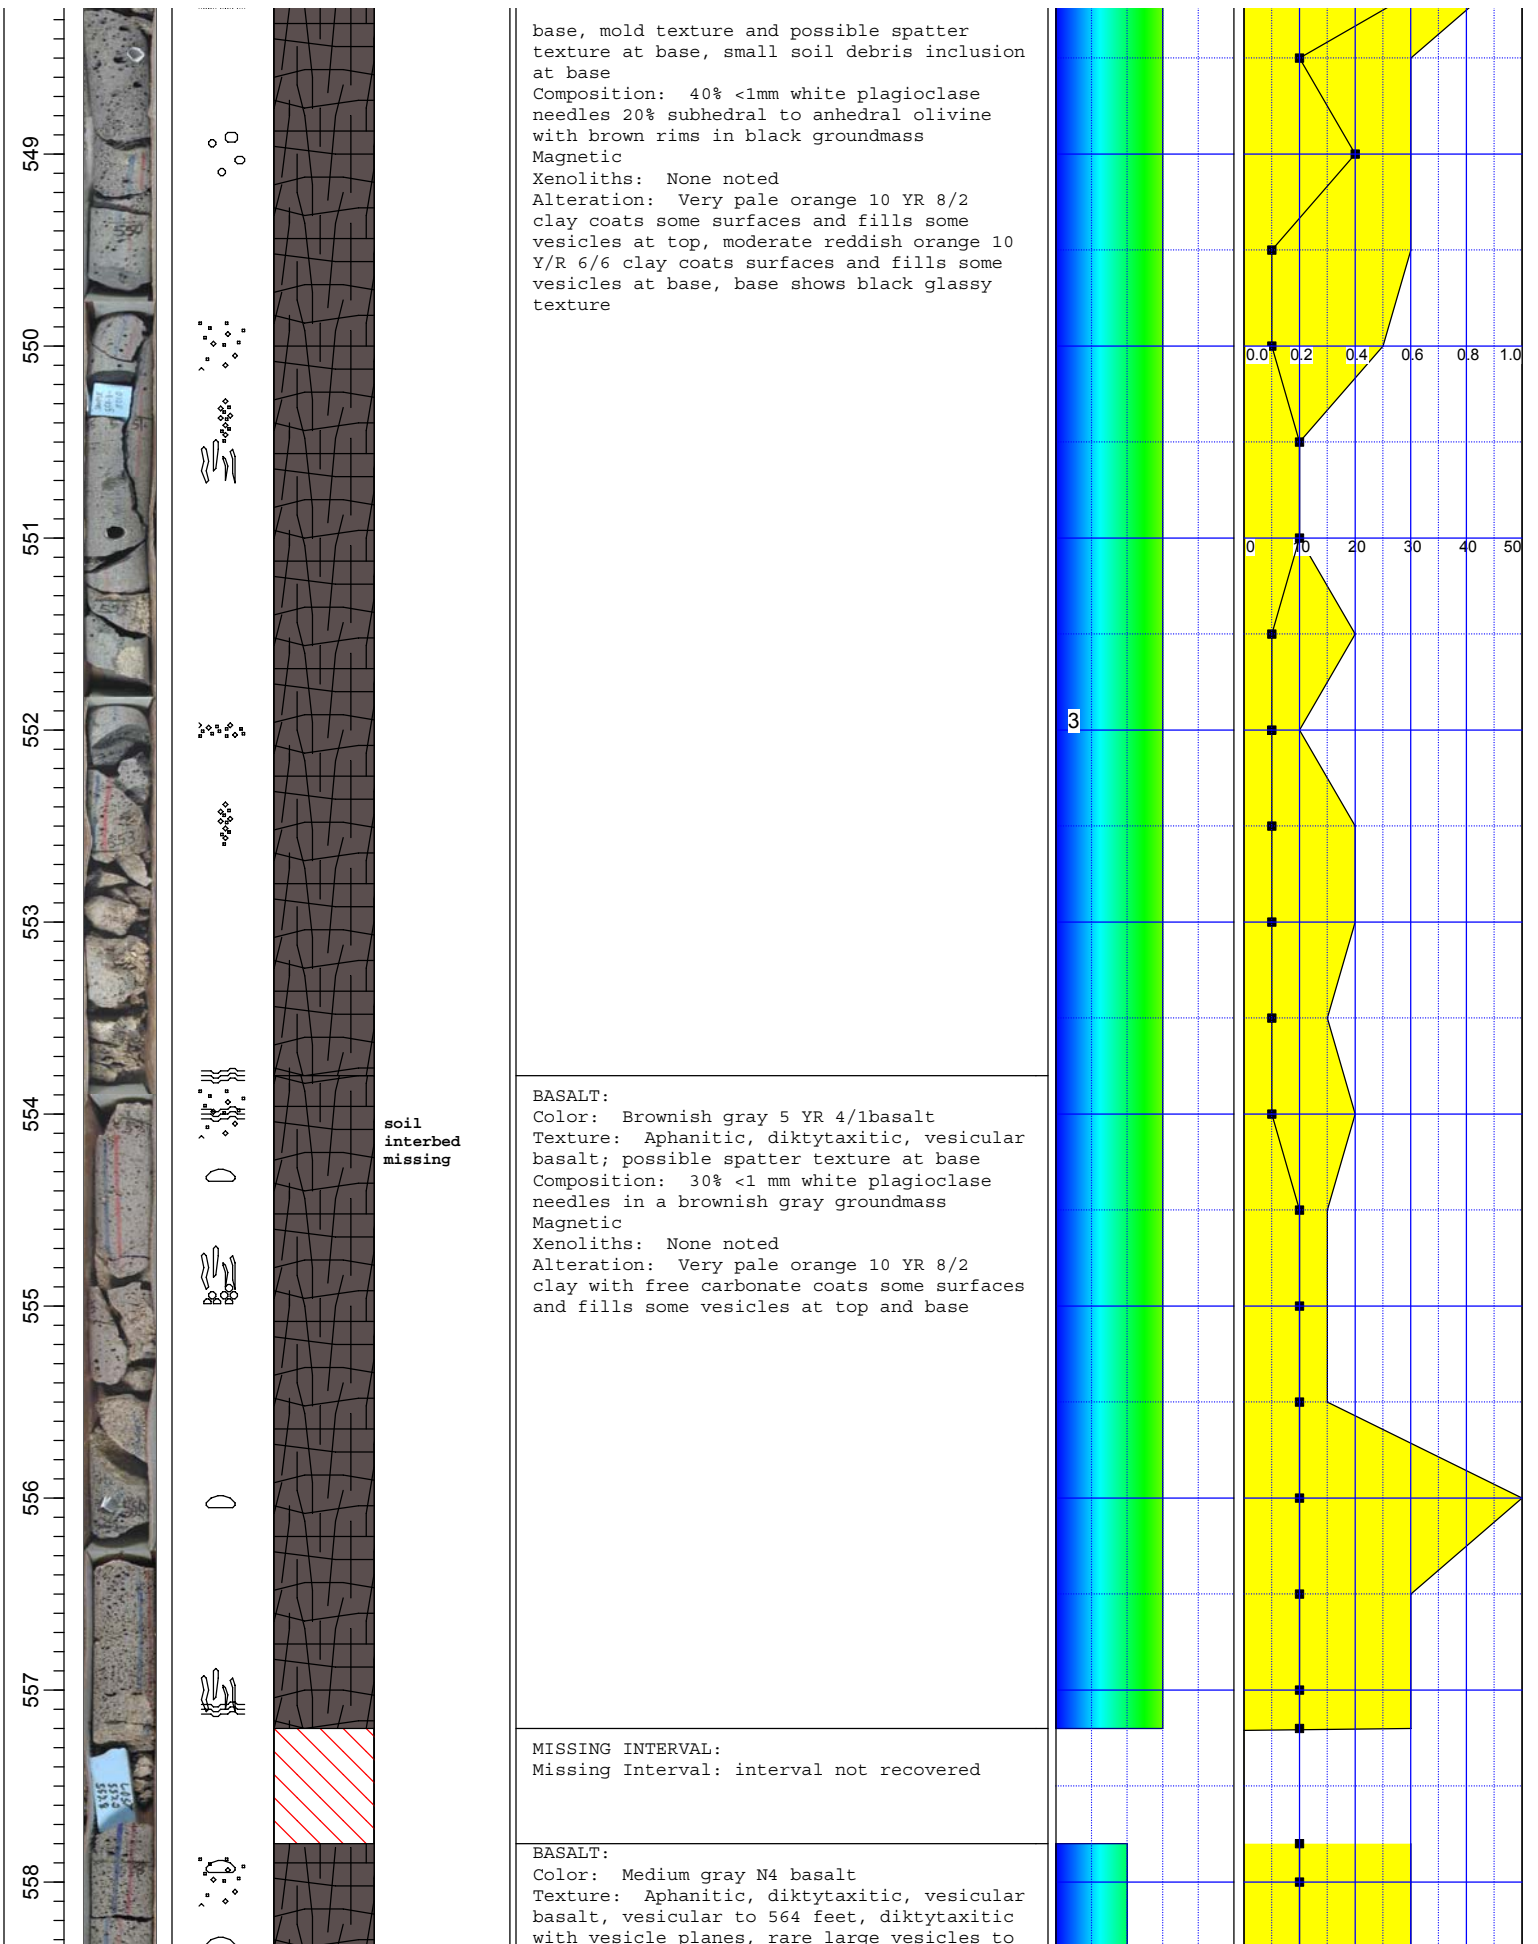 base, mold texture and possible spatter
texture at base, small soil debris inclusion
at base
Composition: 40% <1mm white plagioclase
needles 20% subhedral to anhedral olivine
with brown rims in black groundmass
Magnetic
Xenoliths: None noted
Alteration: Very pale orange 10 YR 8/2
clay coats some surfaces and fills some
vesicles at top, moderate reddish orange 10
Y/R 6/6 clay coats surfaces and fills some
vesicles at base, base shows black glassy
texture
549
550
0.0 0.2 0.4 0.6 0.8 1.0
551
0 10 20 30 40 50
552
3
553
554
soil
interbed
missing
BASALT:
Color: Brownish gray 5 YR 4/1basalt
Texture: Aphanitic, diktytaxitic, vesicular
basalt; possible spatter texture at base
Composition: 30% <1 mm white plagioclase
needles in a brownish gray groundmass
Magnetic
Xenoliths: None noted
Alteration: Very pale orange 10 YR 8/2
clay with free carbonate coats some surfaces
and fills some vesicles at top and base
555
556
557
MISSING INTERVAL:
Missing Interval: interval not recovered
558
BASALT:
Color: Medium gray N4 basalt
Texture: Aphanitic, diktytaxitic, vesicular
basalt, vesicular to 564 feet, diktytaxitic
with vesicle planes, rare large vesicles to